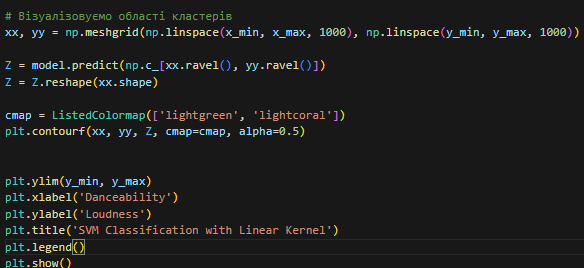 # Візуалізовуємо області кластерів
xx, yy = np.meshgrid(np.linspace(x_min, x_max, 1000), np.linspace(y_min, y_max, 1000))
Z = model.predict(np.c_[xx.ravel(), yy.ravel()])
Z = Z.reshape(xx.shape)
cmap = ListedColormap(['lightgreen', 'lightcoral'])
plt.contourf(xx, yy, Z, cmap=cmap, alpha=0.5)
plt.ylim(y_min, y_max)
plt.xlabel('Danceability')
plt.ylabel('Loudness')
plt.title('SVM Classification with Linear Kernel')
plt.legend()
plt.show()